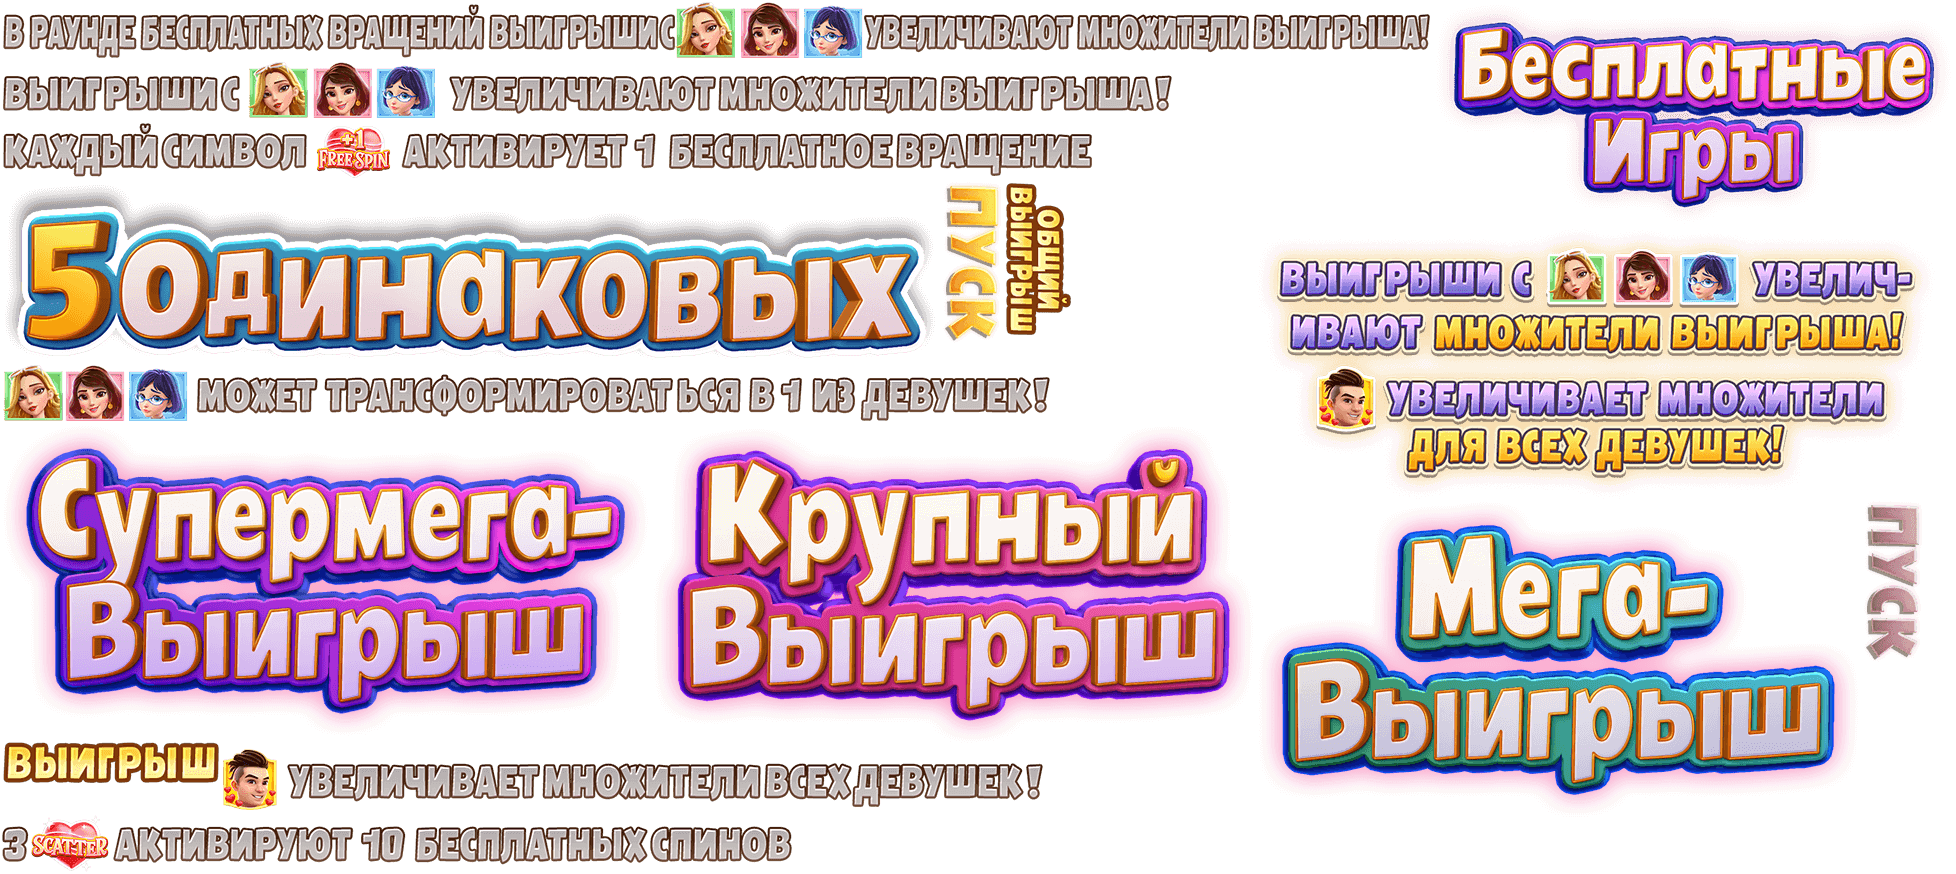 В РАУНДЕ БЕСПЛАТНЫХ ВРАЩЕНИЙ ВЫИГРЫШИ С УВЕЛИЧИВАЮТ МНОЖИТЕЛИ ВЫИГРЫША!
ВЫИГРЫШИ С УВЕЛИЧИВАЮТ МНОЖИТЕЛИ ВЫИГРЫША!
КАЖДЫЙ СИМВОЛ +1 FREE SPIN АКТИВИРУЕТ 1 БЕСПЛАТНОЕ ВРАЩЕНИЕ
Бесплатные
Игры
5 одинаковых
ПУСК
ОБЩИЙ
ВЫИГРЫШ
ВЫИГРЫШИ С УВЕЛИЧ-
ИВАЮТ МНОЖИТЕЛИ ВЫИГРЫША!
УВЕЛИЧИВАЕТ МНОЖИТЕЛИ
ДЛЯ ВСЕХ ДЕВУШЕК!
МОЖЕТ ТРАНСФОРМИРОВАТЬСЯ В 1 ИЗ ДЕВУШЕК!
Супермега-
Выигрыш
Крупный
Выигрыш
Мега-
Выигрыш
ПУСК
ВЫИГРЫШ УВЕЛИЧИВАЕТ МНОЖИТЕЛИ ВСЕХ ДЕВУШЕК!
3 SCATTER АКТИВИРУЮТ 10 БЕСПЛАТНЫХ СПИНОВ